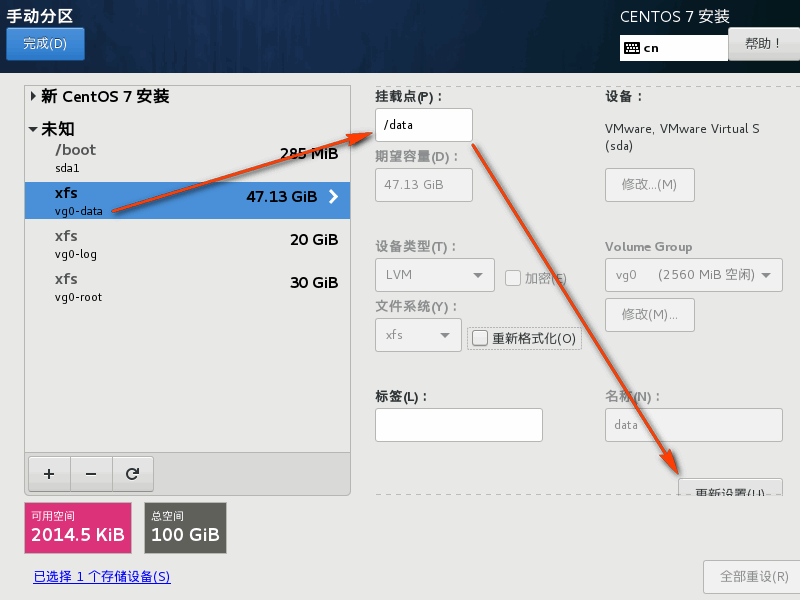 手动分区
CENTOS 7 安装
完成(D)
cn
帮助！
新 CentOS 7 安装
未知
/boot
285 MiB
sda1
xfs
47.13 GiB
vg0-data
xfs
20 GiB
vg0-log
xfs
30 GiB
vg0-root
挂载点(P)：
/data
期望容量(D)：
47.13 GiB
设备：
VMware, VMware Virtual S
(sda)
修改...(M)
设备类型(T)：
LVM
加密(E)
Volume Group
vg0 (2560 MiB 空闲)
文件系统(Y)：
xfs
重新格式化(O)
修改(M)...
标签(L)：
名称(N)：
data
更新设置(U)
可用空间
2014.5 KiB
总空间
100 GiB
已选择 1 个存储设备(S)
全部重设(R)